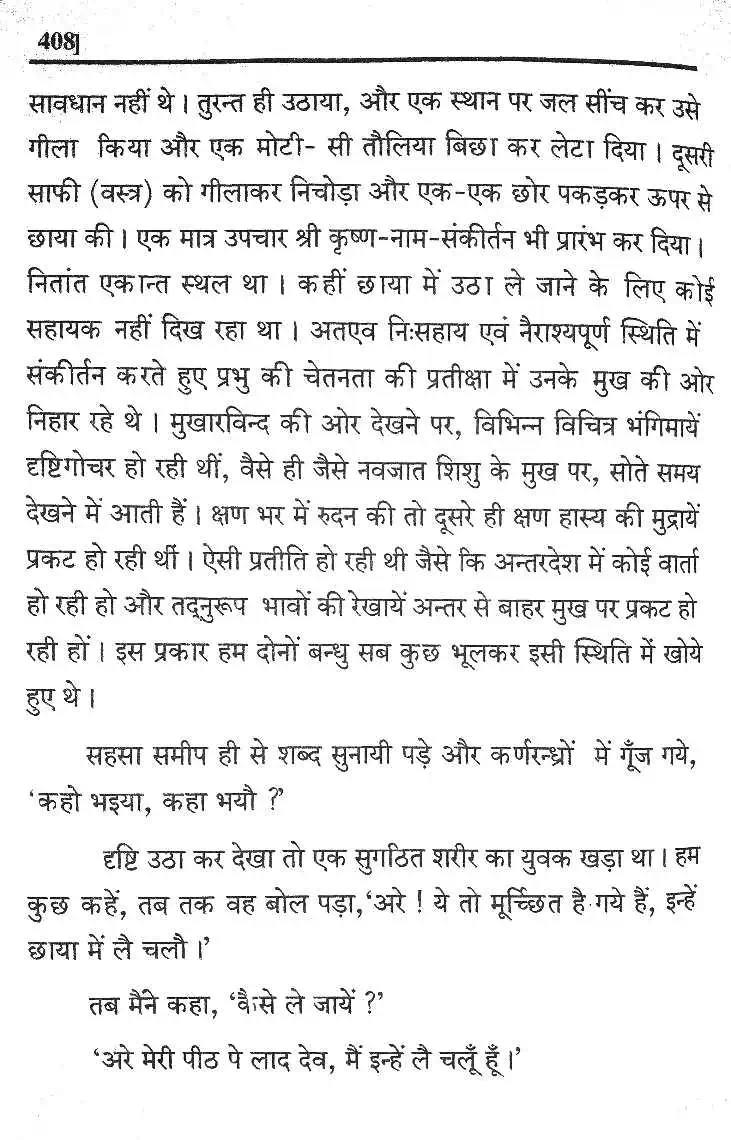 408]
सावधान नहीं थे । तुरन्त ही उठाया, और एक स्थान पर जल सींच कर उसे
गीला किया और एक मोटी- सी तौलिया बिछा कर लेटा दिया । दूसरी
साफी (वस्त्र) को गीलाकर निचोड़ा और एक-एक छोर पकड़कर ऊपर से
छाया की । एक मात्र उपचार श्री कृष्ण-नाम-संकीर्तन भी प्रारंभ कर दिया ।
नितांत एकान्त स्थल था । कहीं छाया में उठा ले जाने के लिए कोई
सहायक नहीं दिख रहा था । अतएव निःसहाय एवं नैराश्यपूर्ण स्थिति में
संकीर्तन करते हुए प्रभु की चेतनता की प्रतीक्षा में उनके मुख की ओर
निहार रहे थे । मुखारविन्द की ओर देखने पर, विभिन्न विचित्र भंगिमायें
दृष्टिगोचर हो रही थीं, वैसे ही जैसे नवजात शिशु के मुख पर, सोते समय
देखने में आती हैं । क्षण भर में रुदन की तो दूसरे ही क्षण हास्य की मुद्रायें
प्रकट हो रही थीं । ऐसी प्रतीति हो रही थी जैसे कि अन्तरदेश में कोई वार्ता
हो रही हो और तद्नुरूप भावों की रेखायें अन्तर से बाहर मुख पर प्रकट हो
रही हों । इस प्रकार हम दोनों बन्धु सब कुछ भूलकर इसी स्थिति में खोये
हुए थे ।
सहसा समीप ही से शब्द सुनायी पड़े और कर्णरन्ध्रों में गूँज गये,
‘कहो भइया, कहा भयौ ?’
दृष्टि उठा कर देखा तो एक सुगठित शरीर का युवक खड़ा था । हम
कुछ कहें, तब तक वह बोल पड़ा,‘अरे ! ये तो मूर्च्छित है गये हैं, इन्हें
छाया में लै चलौ ।’
तब मैंने कहा, ‘कैसे ले जायें ?’
‘अरे मेरी पीठ पे लाद देव, मैं इन्हें लै चलूँ हूँ ।’